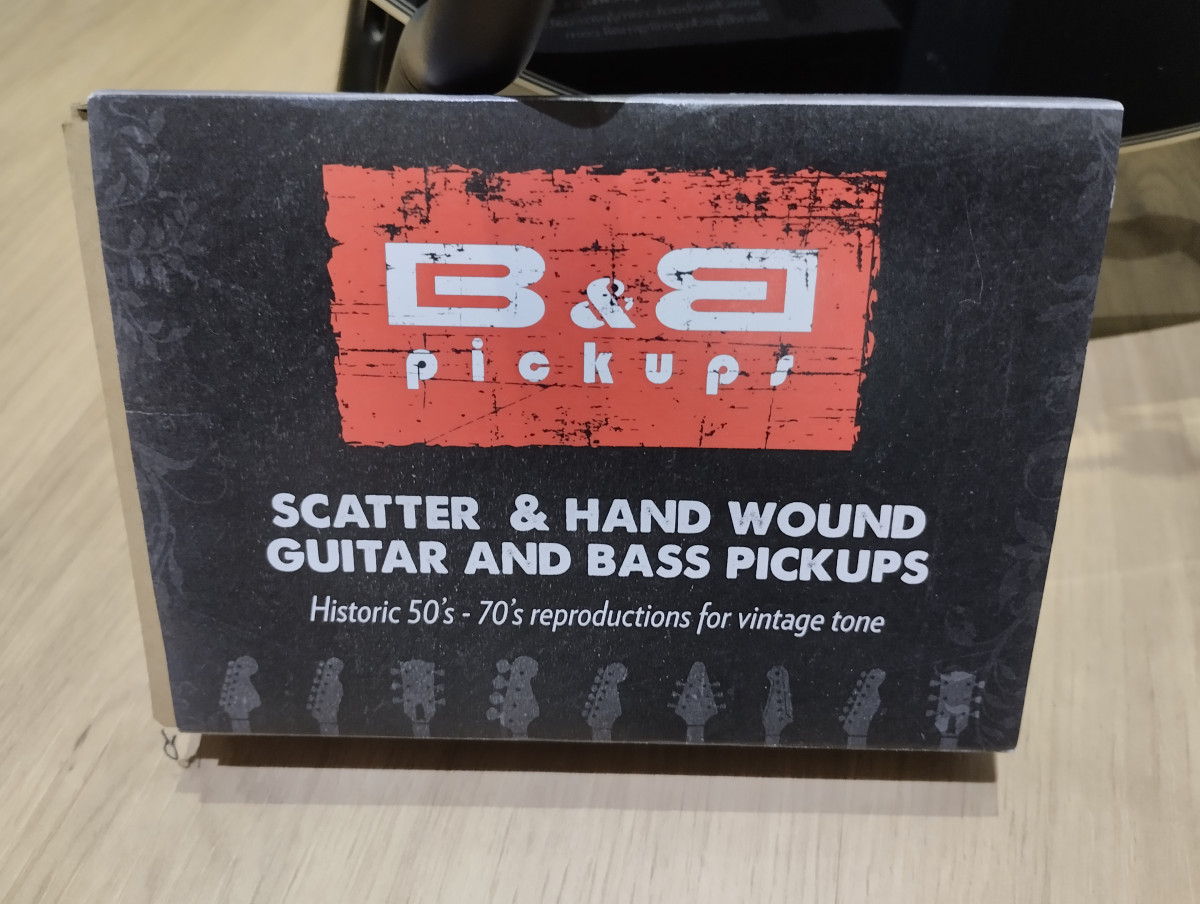 B & B
pickups
SCATTER & HAND WOUND
GUITAR AND BASS PICKUPS
Historic 50's - 70's reproductions for vintage tone